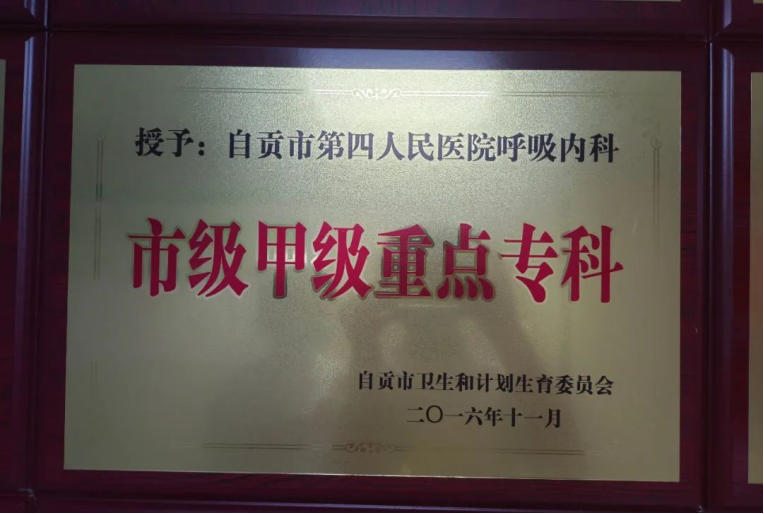 授予：自贡市第四人民医院呼吸内科
市级甲级重点专科
自贡市卫生和计划生育委员会
二〇一六年十一月